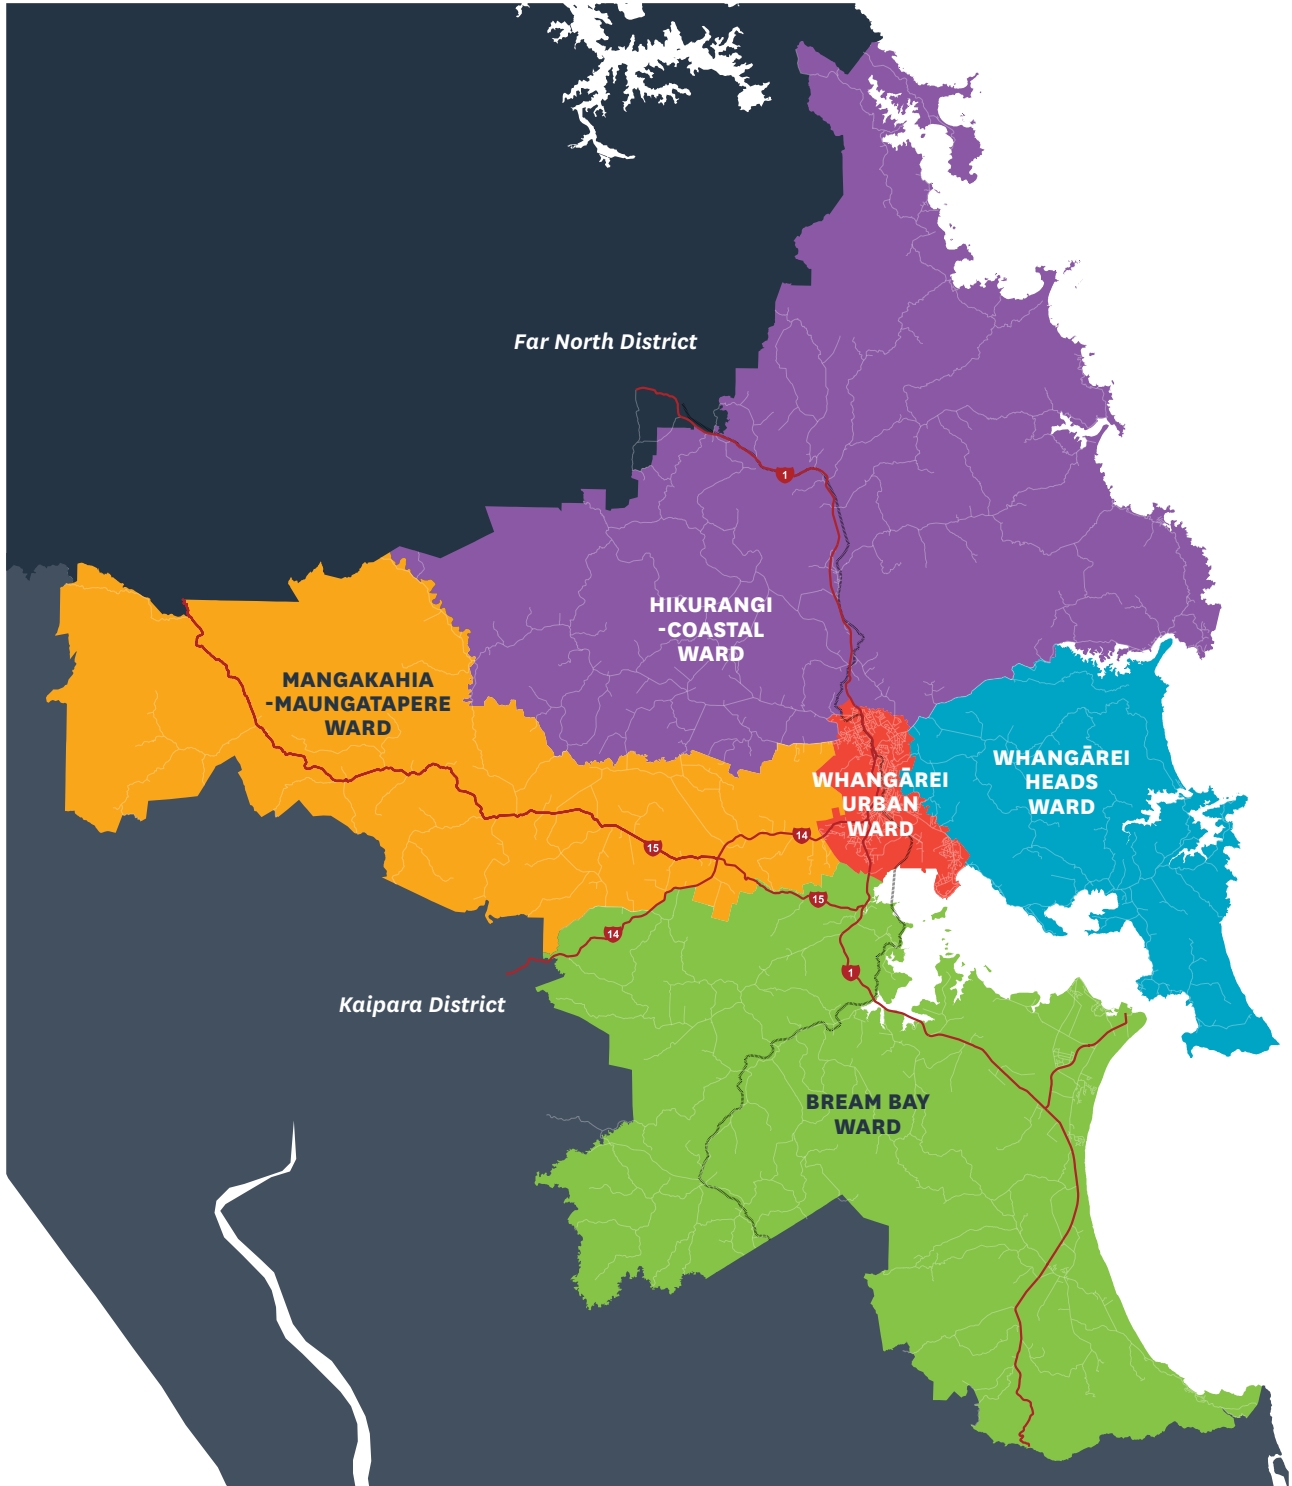 Far North District
1
HIKURANGI
-COASTAL
WARD
MANGAKAHIA
-MAUNGATAPERE
WARD
WHANGĀREI
HEADS
WARD
WHANGĀREI
URBAN
WARD
14
15
15
14
1
Kaipara District
BREAM BAY
WARD